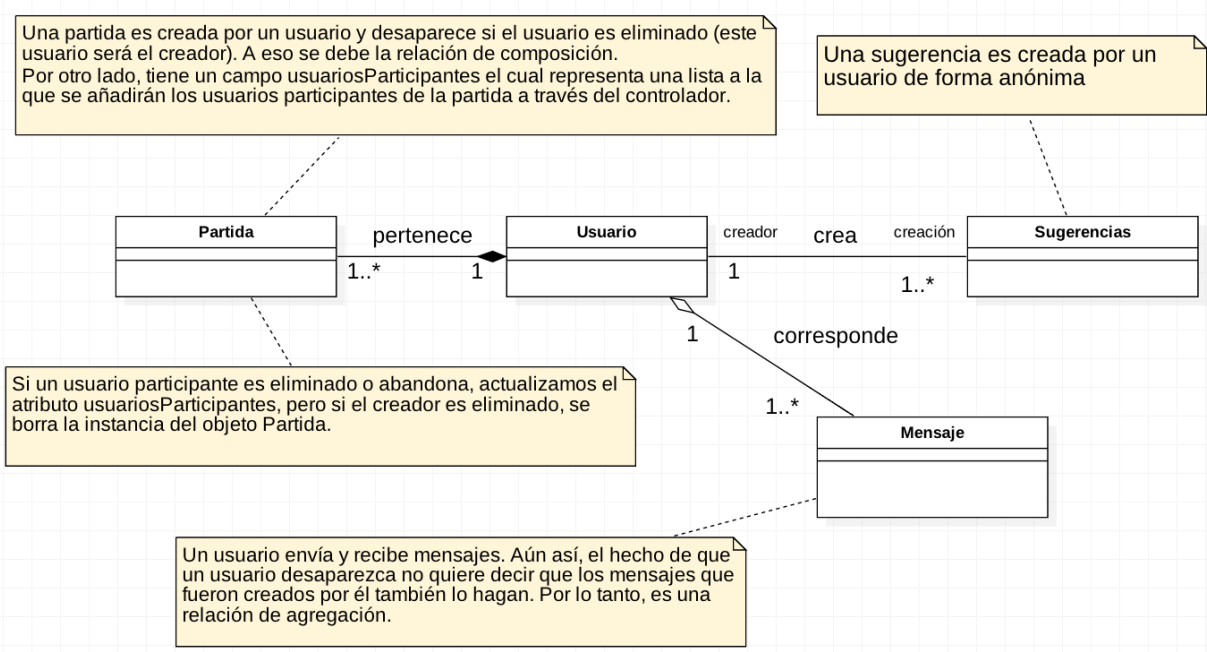 Una partida es creada por un usuario y desaparece si el usuario es eliminado (este
usuario será el creador). A eso se debe la relación de composición.
Por otro lado, tiene un campo usuariosParticipantes el cual representa una lista a la
que se añadirán los usuarios participantes de la partida a través del controlador.
Una sugerencia es creada por un
usuario de forma anónima
Partida
pertenece
1..*
1
Usuario
creador
crea
creación
1
1..*
Sugerencias
1
corresponde
1..*
Mensaje
Si un usuario participante es eliminado o abandona, actualizamos el
atributo usuariosParticipantes, pero si el creador es eliminado, se
borra la instancia del objeto Partida.
Un usuario envía y recibe mensajes. Aún así, el hecho de que
un usuario desaparezca no quiere decir que los mensajes que
fueron creados por él también lo hagan. Por lo tanto, es una
relación de agregación.